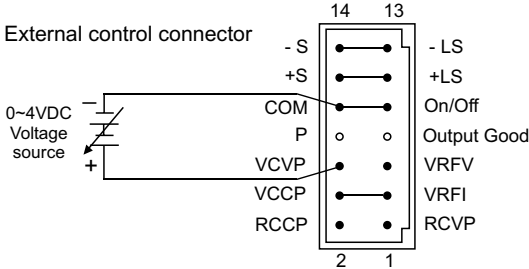 14 13
External control connector
- S - LS
+S +LS
COM On/Off
0~4VDC
Voltage
source
−
+
P Output Good
VCVP VRFV
VCCP VRFI
RCCP RCVP
2 1